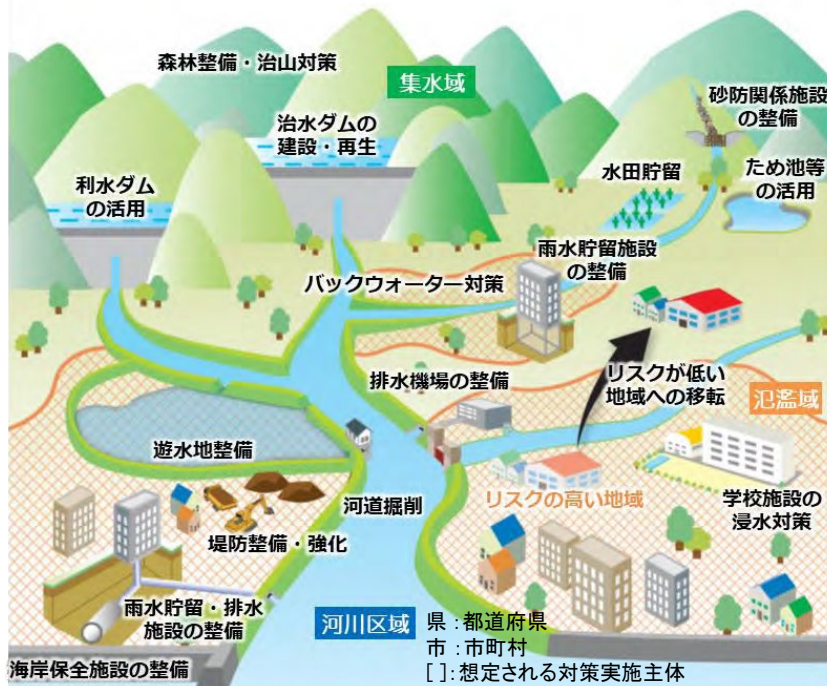 森林整備・治山対策
集水域
砂防関係施設
の整備
治水ダムの
建設・再生
水田貯留
ため池等
の活用
利水ダム
の活用
雨水貯留施設
の整備
バックウォーター対策
排水機場の整備
リスクが低い
地域への移転
氾濫域
遊水地整備
リスクの高い地域
学校施設の
浸水対策
河道掘削
堤防整備・強化
雨水貯留・排水
施設の整備
河川区域
県：都道府県
市：市町村
[ ]：想定される対策実施主体
海岸保全施設の整備